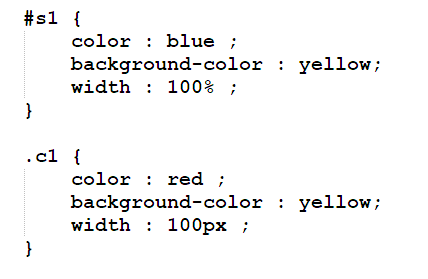 #s1 {
    color : blue ;
    background-color : yellow;
    width : 100% ;
}

.c1 {
    color : red ;
    background-color : yellow;
    width : 100px ;
}